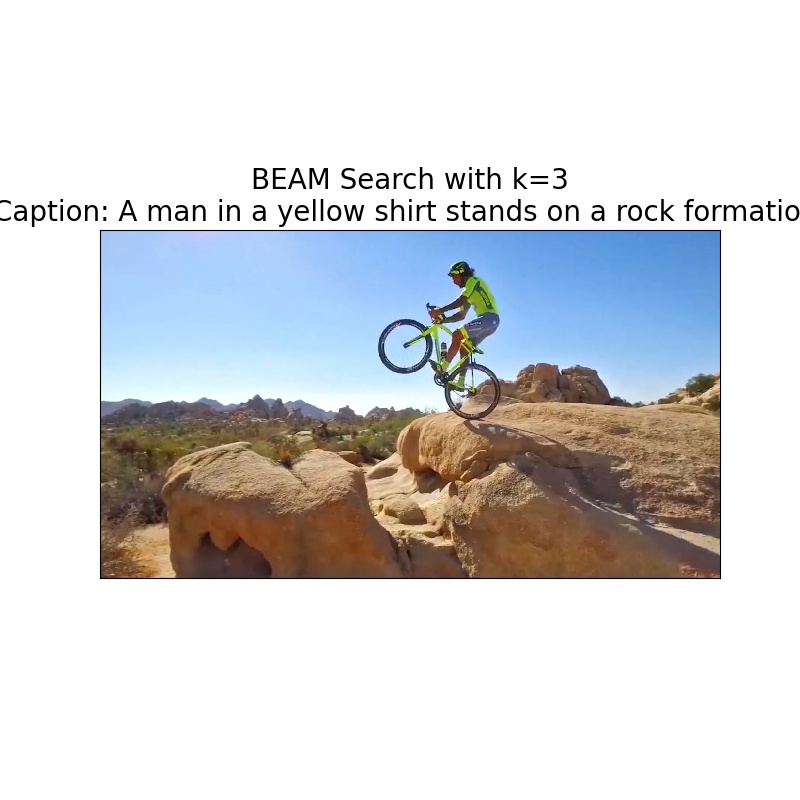 BEAM Search with k=3
Caption: A man in a yellow shirt stands on a rock formatio